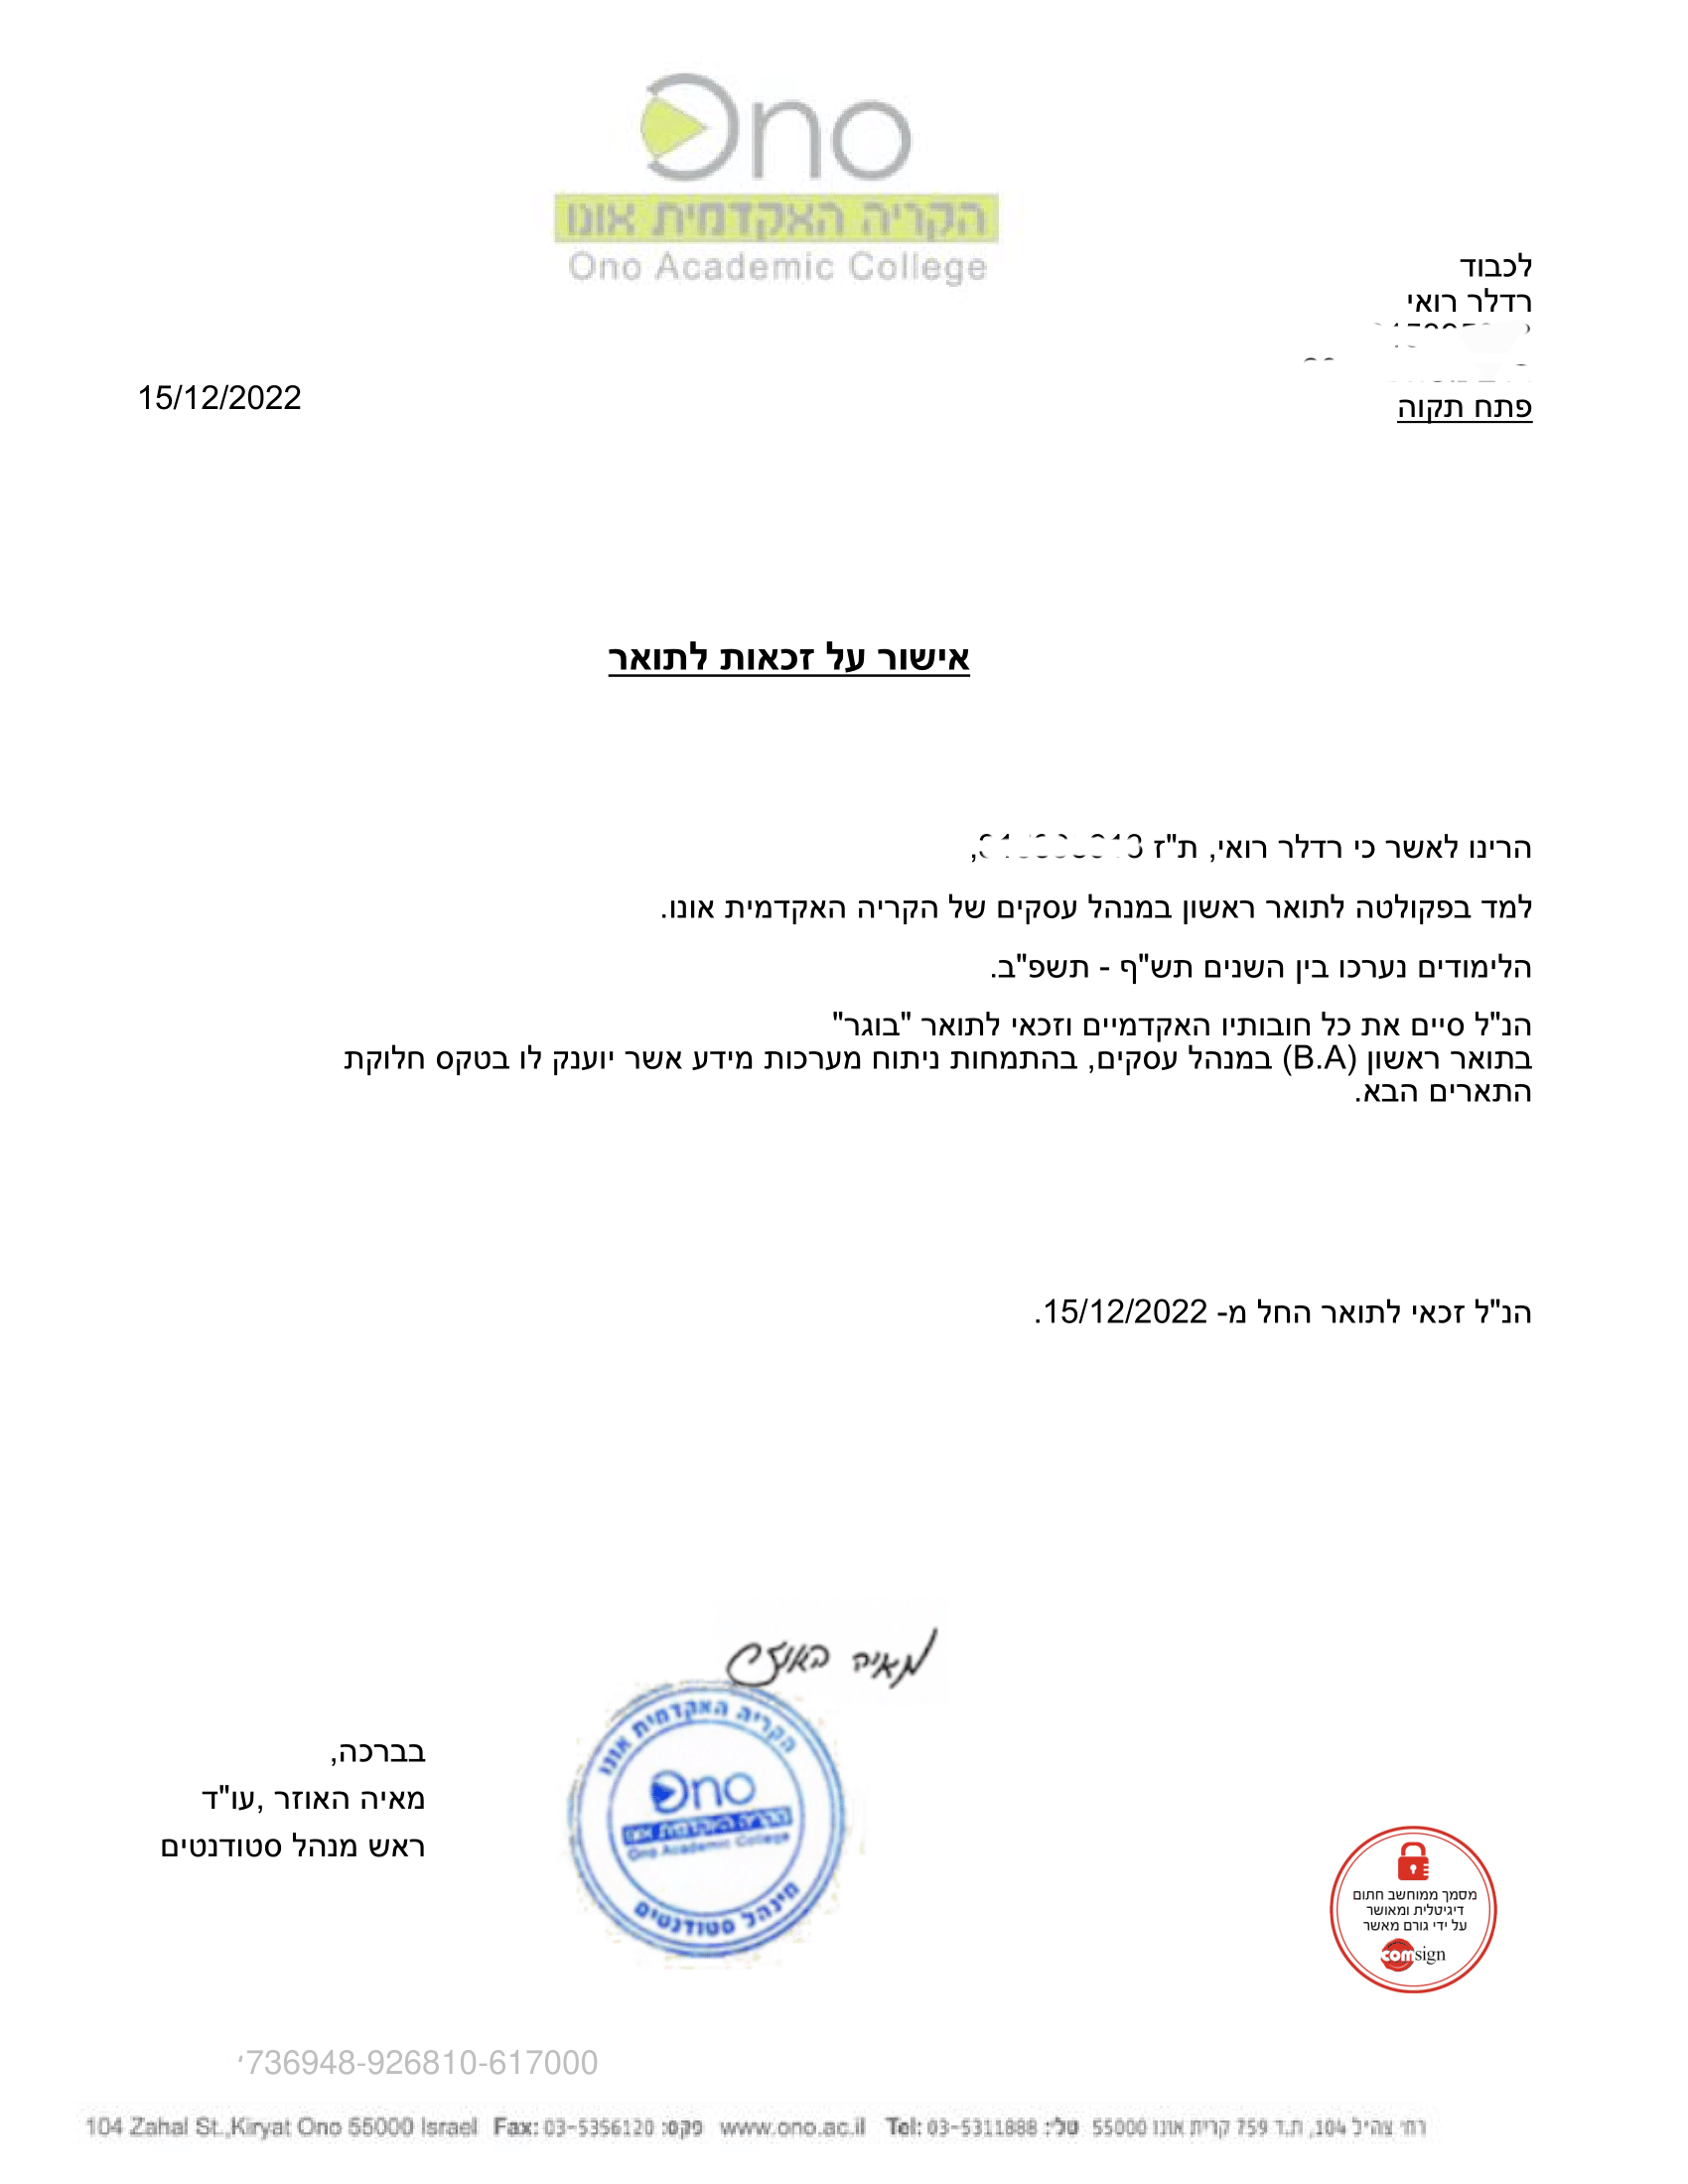 Ono
הקריה האקדמית אונו
Ono Academic College
לכבוד
רדלר רואי
פתח תקוה
15/12/2022
אישור על זכאות לתואר
הרינו לאשר כי רדלר רואי, ת"ז
למד בפקולטה לתואר ראשון במנהל עסקים של הקריה האקדמית אונו.
הלימודים נערכו בין השנים תש"ף - תשפ"ב.
הנ"ל סיים את כל חובותיו האקדמיים וזכאי לתואר "בוגר"
בתואר ראשון (B.A) במנהל עסקים, בהתמחות ניתוח מערכות מידע אשר יוענק לו בטקס חלוקת
התארים הבא.
הנ"ל זכאי לתואר החל מ- 15/12/2022.
מאיה האוזר
בברכה,
מאיה האוזר ,עו"ד
ראש מנהל סטודנטים
הקריה האקדמית אונו
Ono
הקריה האקדמית אונו
Ono Academic College
מינהל סטודנטים
מסמך ממוחשב חתום
דיגיטלית ומאושר
על ידי גורם מאשר
comsign
736948-926810-617000
104 Zahal St.,Kiryat Ono 55000 Israel Fax: 03-5356120 :פקס www.ono.ac.il Tel: 03-5311888 :טל' רח' צה"ל 104, ת.ד 759 קרית אונו 55000